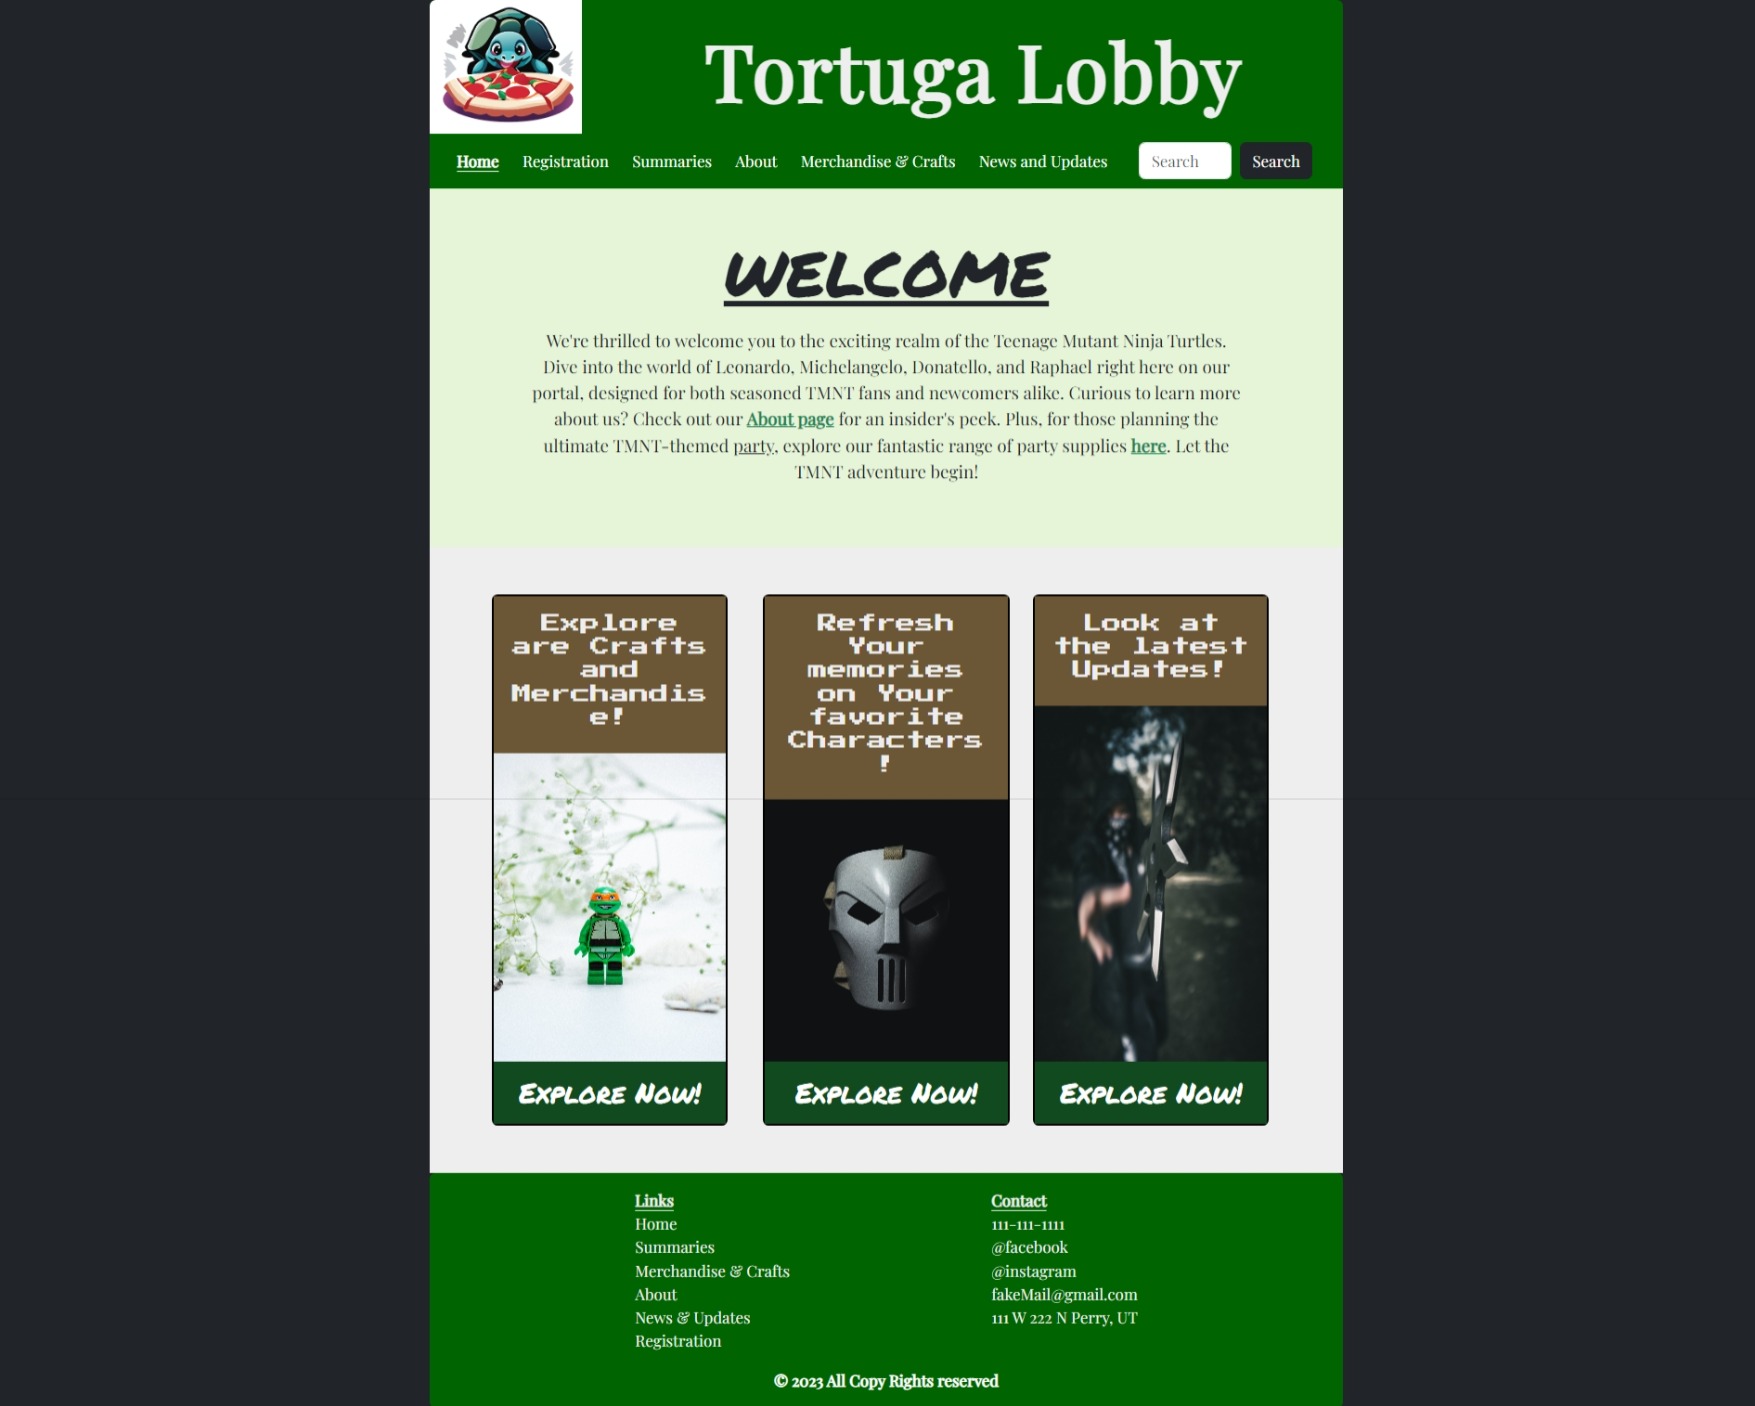 Tortuga Lobby
Home Registration Summaries About Merchandise & Crafts News and Updates Search Search
WELCOME
We're thrilled to welcome you to the exciting realm of the Teenage Mutant Ninja Turtles.
Dive into the world of Leonardo, Michelangelo, Donatello, and Raphael right here on our
portal, designed for both seasoned TMNT fans and newcomers alike. Curious to learn more
about us? Check out our About page for an insider's peek. Plus, for those planning the
ultimate TMNT-themed party, explore our fantastic range of party supplies here. Let the
TMNT adventure begin!
Explore
are Crafts
and
Merchandis
e!
Explore Now!
Refresh
Your
memories
on Your
favorite
Characters
!
Explore Now!
Look at
the latest
Updates!
Explore Now!
Links
Home
Summaries
Merchandise & Crafts
About
News & Updates
Registration
Contact
111-111-1111
@facebook
@instagram
fakeMail@gmail.com
111 W 222 N Perry, UT
© 2023 All Copy Rights reserved